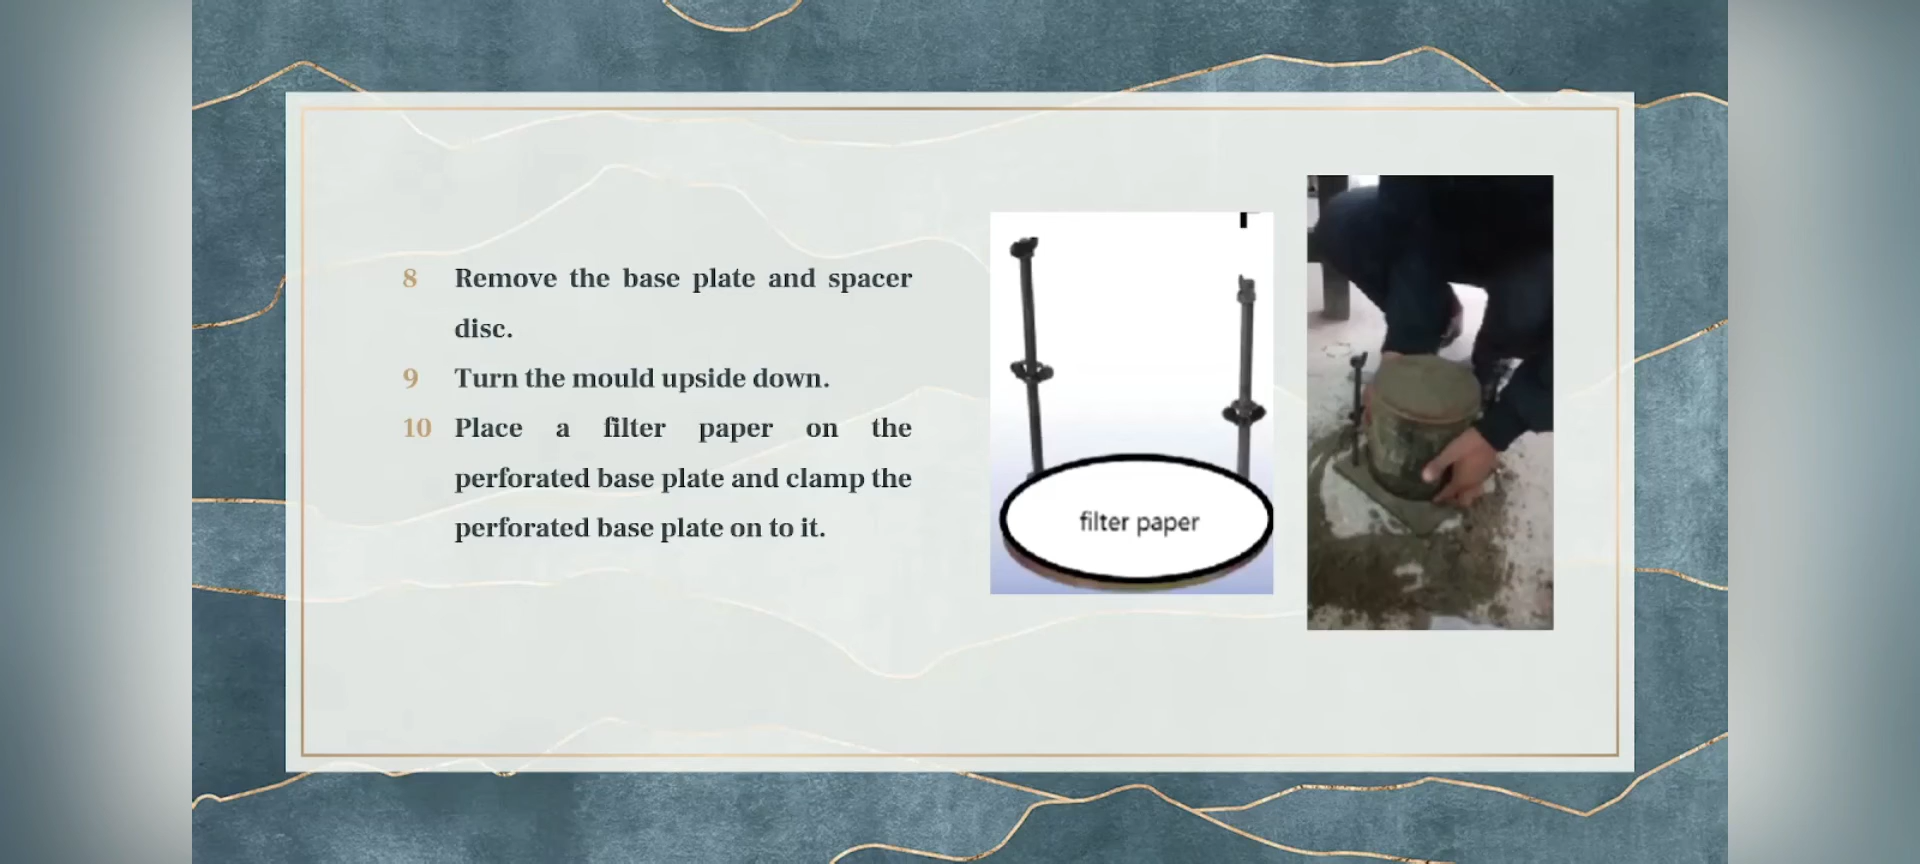 8 Remove the base plate and spacer
disc.
9 Turn the mould upside down.
10 Place a filter paper on the
perforated base plate and clamp the
perforated base plate on to it.
filter paper